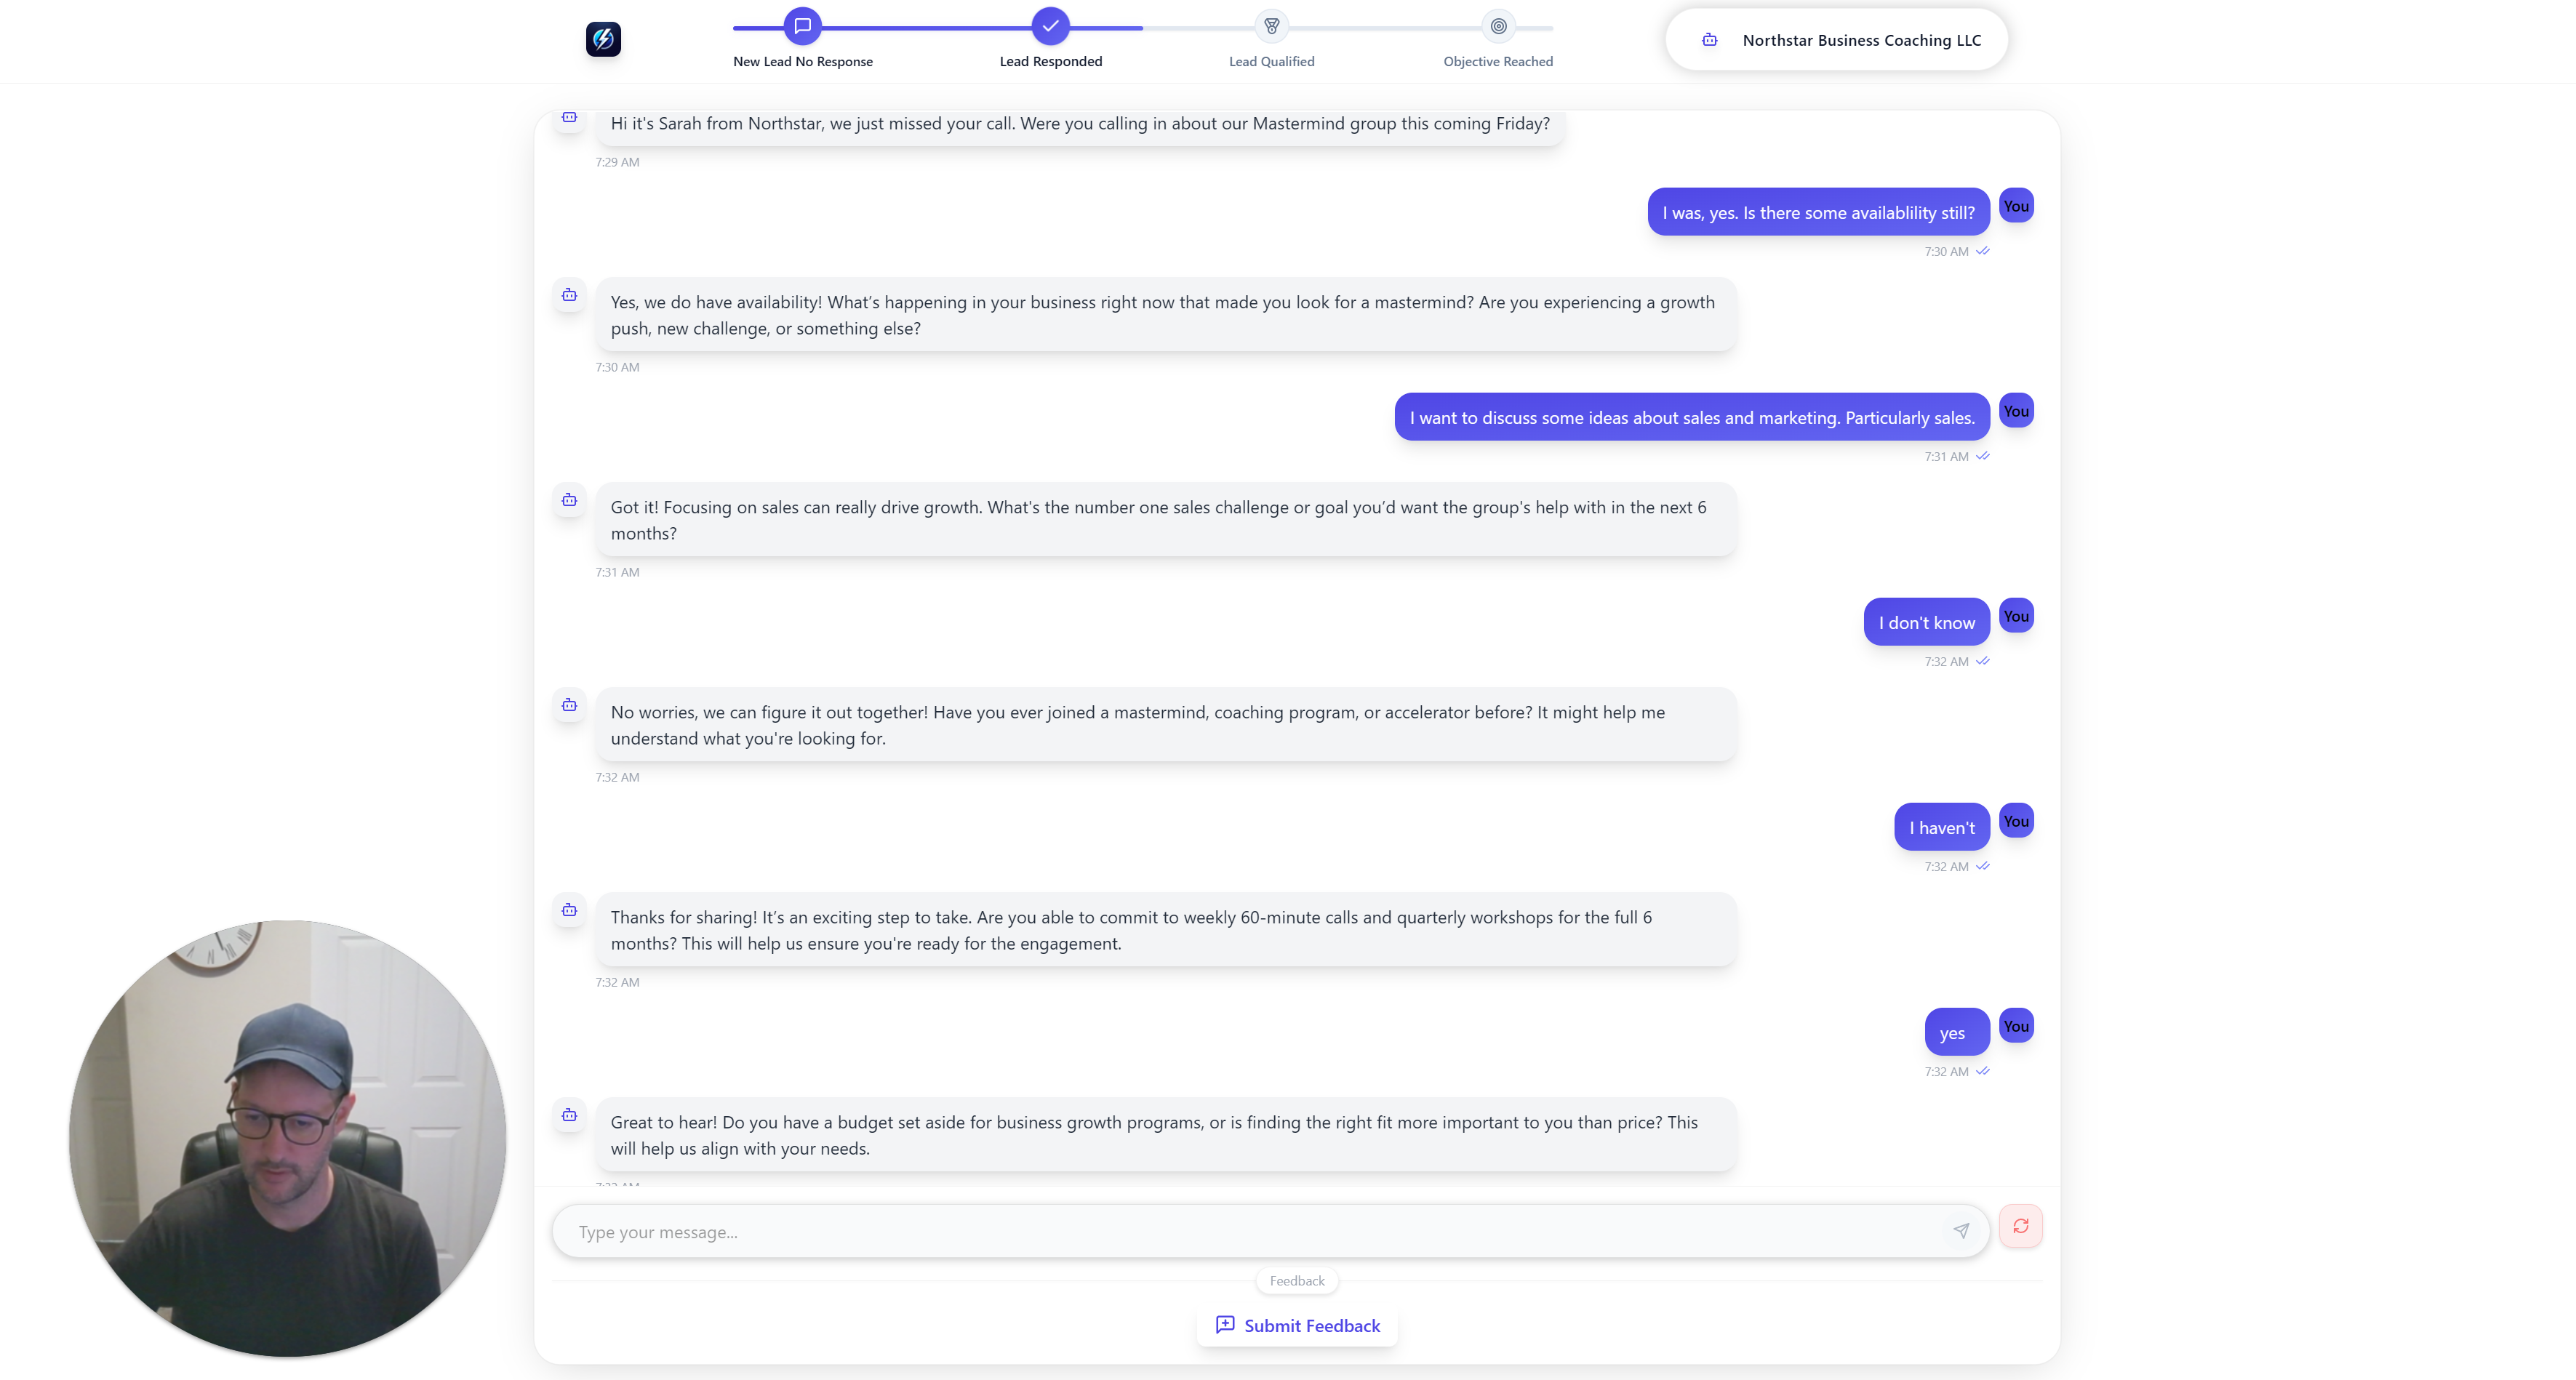 New Lead No Response
Lead Responded
Lead Qualified
Objective Reached
Northstar Business Coaching LLC
Hi it's Sarah from Northstar, we just missed your call. Were you calling in about our Mastermind group this coming Friday?
7:29 AM
I was, yes. Is there some availablility still?
You
7:30 AM
Yes, we do have availability! What’s happening in your business right now that made you look for a mastermind? Are you experiencing a growth
push, new challenge, or something else?
7:30 AM
I want to discuss some ideas about sales and marketing. Particularly sales.
You
7:31 AM
Got it! Focusing on sales can really drive growth. What's the number one sales challenge or goal you’d want the group's help with in the next 6
months?
7:31 AM
I don't know
You
7:32 AM
No worries, we can figure it out together! Have you ever joined a mastermind, coaching program, or accelerator before? It might help me
understand what you're looking for.
7:32 AM
I haven't
You
7:32 AM
Thanks for sharing! It’s an exciting step to take. Are you able to commit to weekly 60-minute calls and quarterly workshops for the full 6
months? This will help us ensure you're ready for the engagement.
7:32 AM
yes
You
7:32 AM
Great to hear! Do you have a budget set aside for business growth programs, or is finding the right fit more important to you than price? This
will help us align with your needs.
Type your message...
Feedback
Submit Feedback